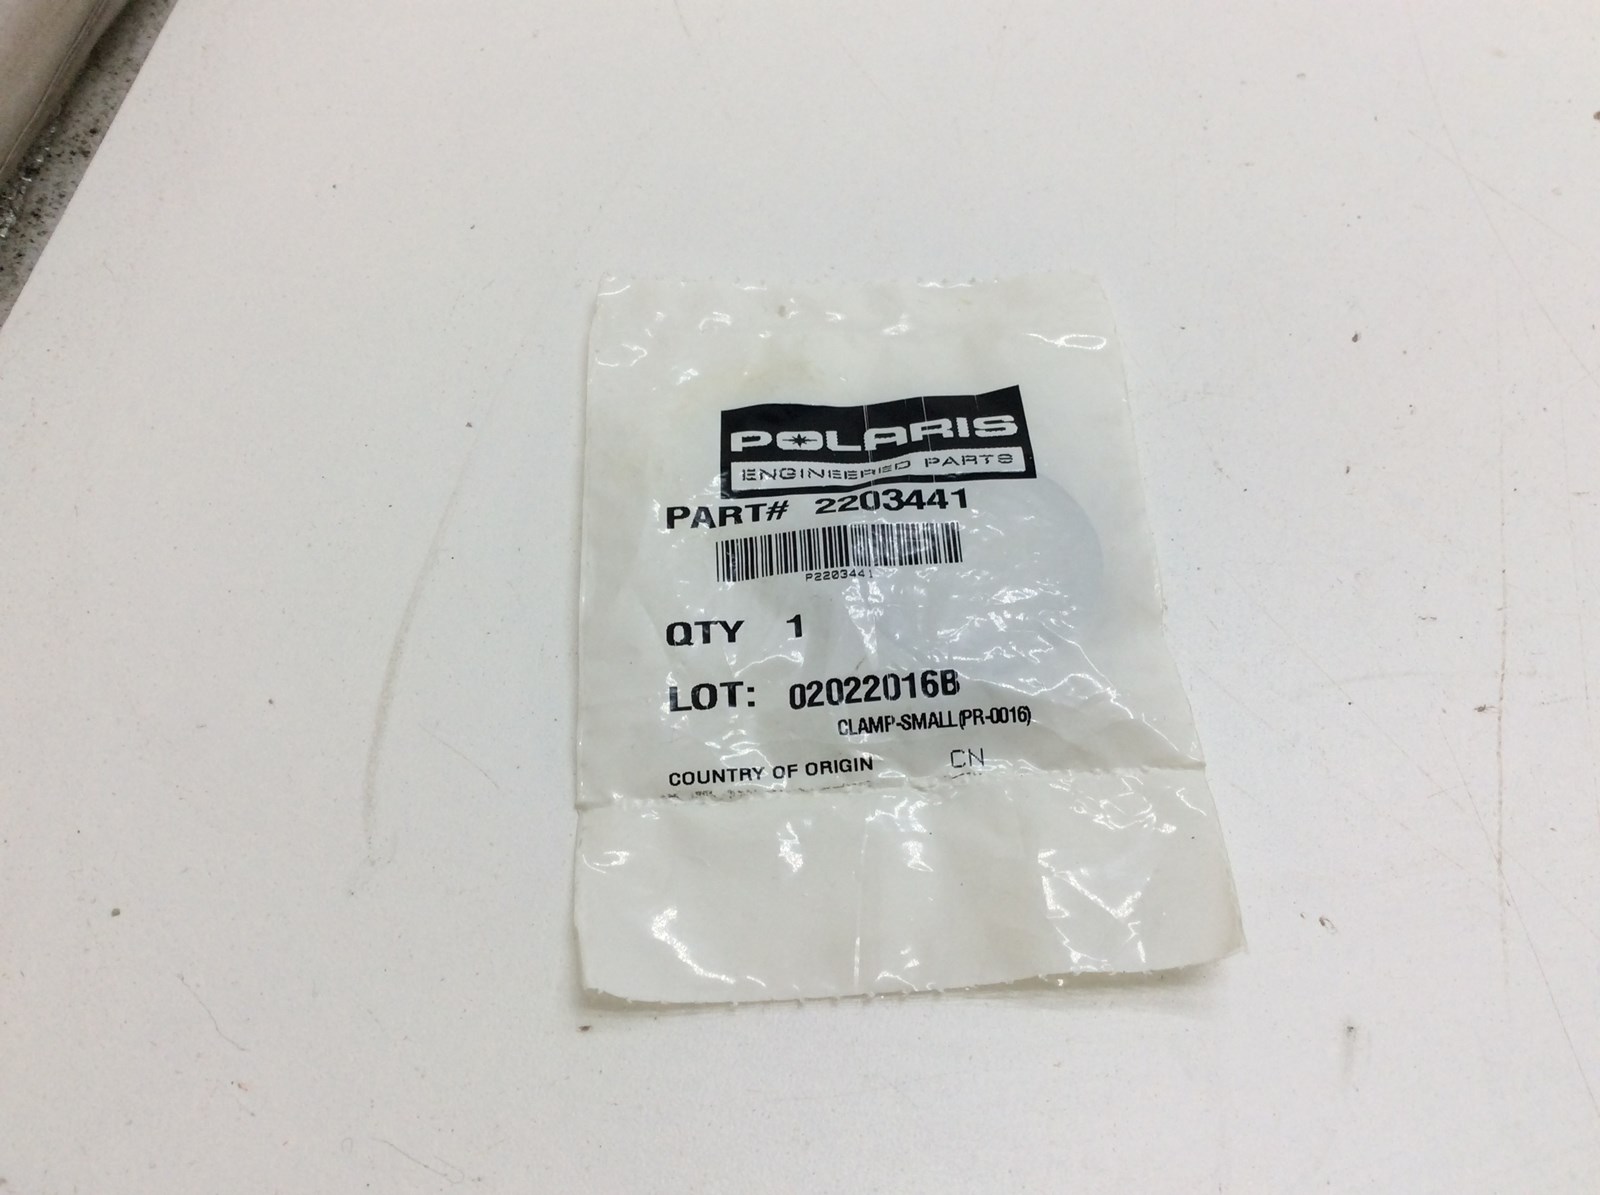 POLARIS
ENGINEERED PARTS
PART# 2203441
P2203441
QTY 1
LOT: 02022016B
CLAMP-SMALL(PR-0016)
COUNTRY OF ORIGIN CN